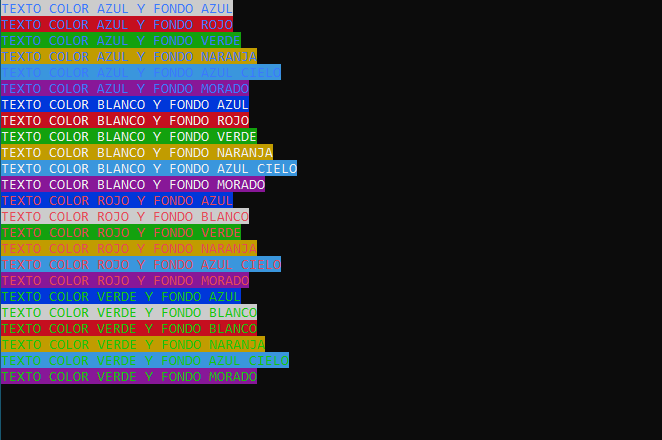 TEXTO COLOR AZUL Y FONDO AZUL
TEXTO COLOR AZUL Y FONDO ROJO
TEXTO COLOR AZUL Y FONDO VERDE
TEXTO COLOR AZUL Y FONDO NARANJA
TEXTO COLOR AZUL Y FONDO AZUL CIELO
TEXTO COLOR AZUL Y FONDO MORADO
TEXTO COLOR BLANCO Y FONDO AZUL
TEXTO COLOR BLANCO Y FONDO ROJO
TEXTO COLOR BLANCO Y FONDO VERDE
TEXTO COLOR BLANCO Y FONDO NARANJA
TEXTO COLOR BLANCO Y FONDO AZUL CIELO
TEXTO COLOR BLANCO Y FONDO MORADO
TEXTO COLOR ROJO Y FONDO AZUL
TEXTO COLOR ROJO Y FONDO BLANCO
TEXTO COLOR ROJO Y FONDO VERDE
TEXTO COLOR ROJO Y FONDO NARANJA
TEXTO COLOR ROJO Y FONDO AZUL CIELO
TEXTO COLOR ROJO Y FONDO MORADO
TEXTO COLOR VERDE Y FONDO AZUL
TEXTO COLOR VERDE Y FONDO BLANCO
TEXTO COLOR VERDE Y FONDO BLANCO
TEXTO COLOR VERDE Y FONDO NARANJA
TEXTO COLOR VERDE Y FONDO AZUL CIELO
TEXTO COLOR VERDE Y FONDO MORADO